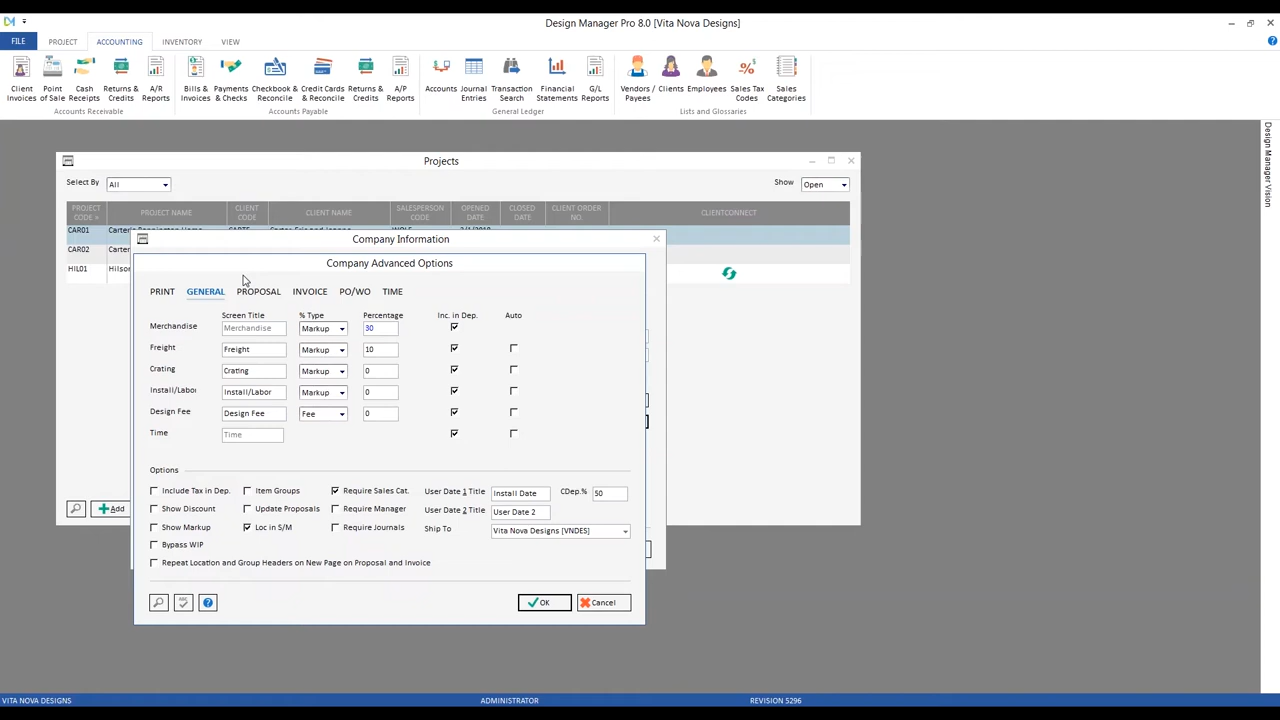 Design Manager Pro 8.0 [Vita Nova Designs]
FILE PROJECT ACCOUNTING INVENTORY VIEW
Client Invoices Point of Sale Cash Receipts Returns & Credits A/R Reports Bills & Invoices Payments & Checks Checkbook & Reconcile Credit Cards & Reconcile Returns & Credits A/P Reports Accounts Journal Entries Transaction Search Financial Statements G/L Reports Vendors / Payees Clients Employees Sales Tax Codes Sales Categories
Accounts Receivable Accounts Payable General Ledger Lists and Glossaries
Design Manager Vision
Projects
Select By All Show Open
PROJECT CODE PROJECT NAME CLIENT CODE CLIENT NAME SALESPERSON CODE OPENED DATE CLOSED DATE CLIENT ORDER NO. CLIENTCONNECT
CAR01
CAR02 Carter
HIL01 Hilson
Add
Company Information
Company Advanced Options
PRINT GENERAL PROPOSAL INVOICE PO/WO TIME
Screen Title % Type Percentage Inc. in Dep. Auto
Merchandise Merchandise Markup 30
Freight Freight Markup 10
Crating Crating Markup 0
Install/Labor Install/Labor Markup 0
Design Fee Design Fee Fee 0
Time Time
Options
Include Tax in Dep. Item Groups Require Sales Cat. User Date 1 Title Install Date CDep.% 50
Show Discount Update Proposals Require Manager User Date 2 Title User Date 2
Show Markup Loc in S/M Require Journals Ship To Vita Nova Designs [VNDES]
Bypass WIP
Repeat Location and Group Headers on New Page on Proposal and Invoice
OK Cancel
VITA NOVA DESIGNS ADMINISTRATOR REVISION 5296